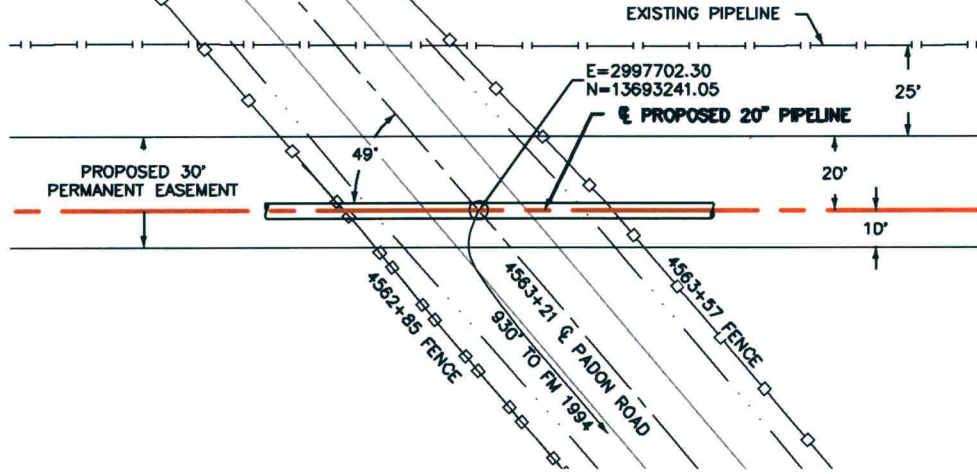 EXISTING PIPELINE
E=2997702.30
N=13693241.05
25'
℄ PROPOSED 20" PIPELINE
49'
PROPOSED 30'
PERMANENT EASEMENT
20'
10'
4562+85 FENCE
930' TO FM 1994
4563+21 ℄ PADON ROAD
4563+57 FENCE